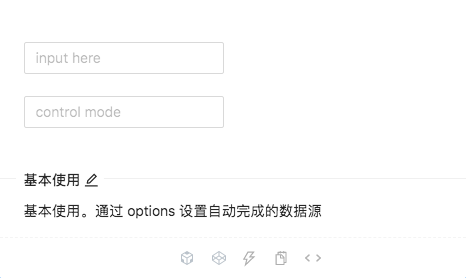 input here
control mode
基本使用
基本使用。通过 options 设置自动完成的数据源